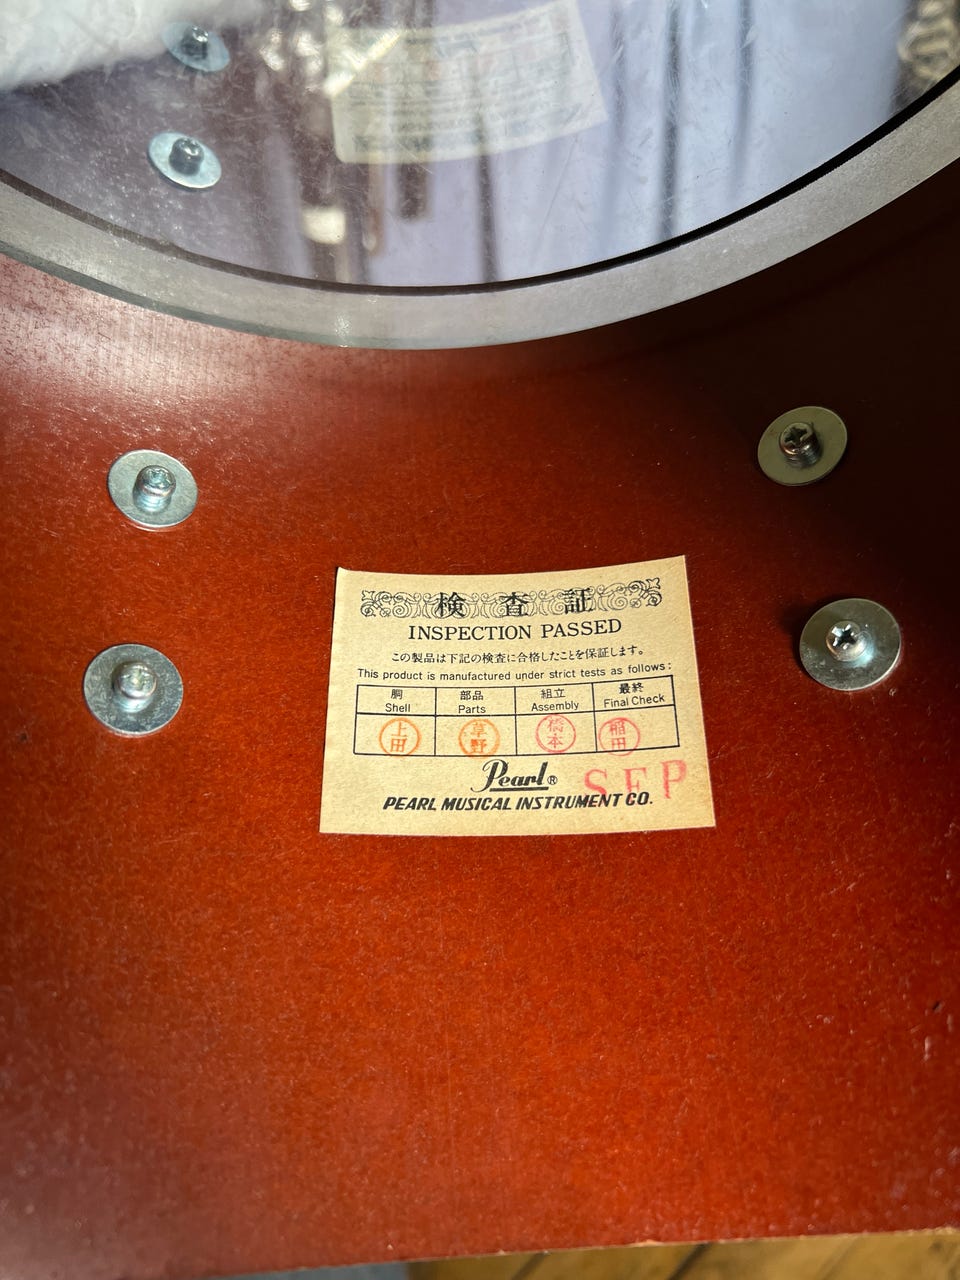 検査証
INSPECTION PASSED
この製品は下記の検査に合格したことを保証します。
This product is manufactured under strict tests as follows:
胴 部品 組立 最終
Shell Parts Assembly Final Check
上田 草野 橋本 稲田
Pearl®
SEP
PEARL MUSICAL INSTRUMENT CO.